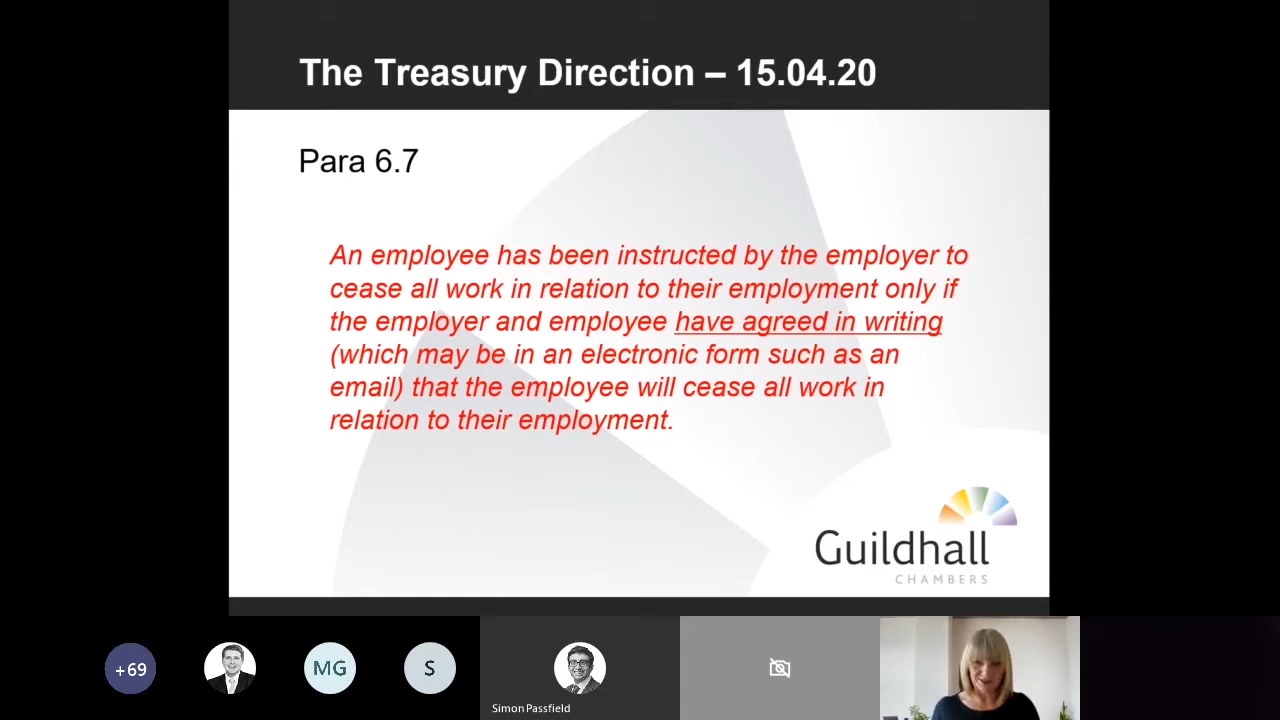 The Treasury Direction – 15.04.20
Para 6.7
An employee has been instructed by the employer to
cease all work in relation to their employment only if
the employer and employee have agreed in writing
(which may be in an electronic form such as an
email) that the employee will cease all work in
relation to their employment.
Guildhall
CHAMBERS
+69
MG
S
Simon Passfield